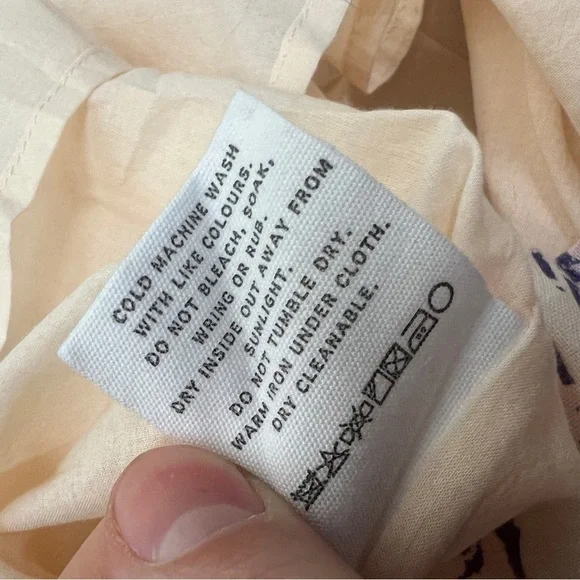 COLD MACHINE WASH
WITH LIKE COLOURS.
DO NOT BLEACH, SOAK,
WRING OR RUB.
DRY INSIDE OUT AWAY FROM
SUNLIGHT.
DO NOT TUMBLE DRY.
WARM IRON UNDER CLOTH.
DRY CLEANABLE.